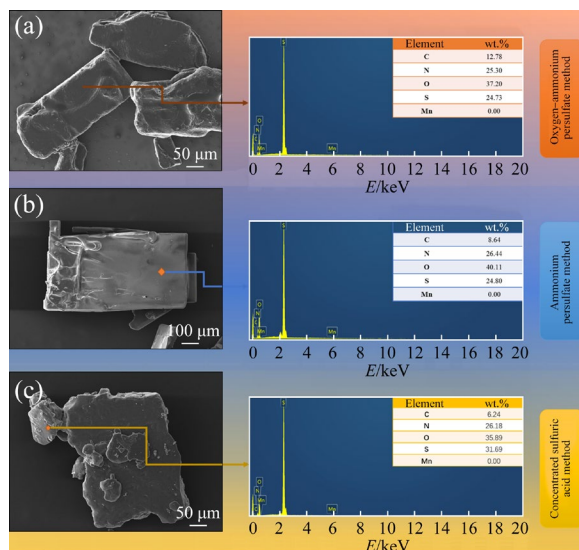 (a)
50 μm
Element wt.%
C 12.78
N 25.30
O 37.20
S 24.73
Mn 0.00
S
O
N
C
Mn
Mn
0 2 4 6 8 10 12 14 16 18 20
E/keV
Oxygen–ammonium
persulfate method
(b)
100 μm
Element wt.%
C 8.64
N 26.44
O 40.11
S 24.80
Mn 0.00
S
O
N
C
Mn
Mn
0 2 4 6 8 10 12 14 16 18 20
E/keV
Ammonium
persulfate method
(c)
50 μm
Element wt.%
C 6.24
N 26.18
O 35.89
S 31.69
Mn 0.00
S
O
N
Mn
C
Mn
0 2 4 6 8 10 12 14 16 18 20
E/keV
Concentrated sulfuric
acid method